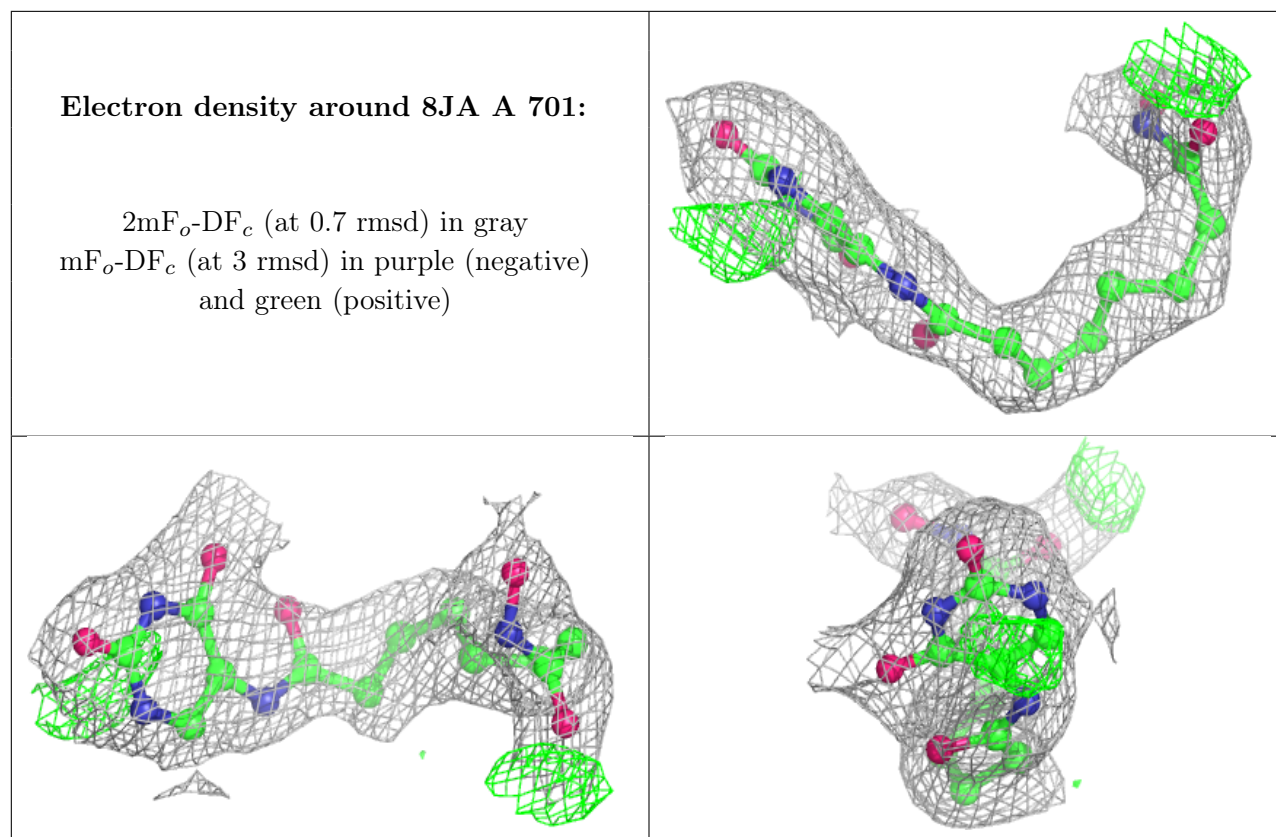 Electron density around 8JA A 701:
2mFo-DFc (at 0.7 rmsd) in gray
mFo-DFc (at 3 rmsd) in purple (negative)
and green (positive)